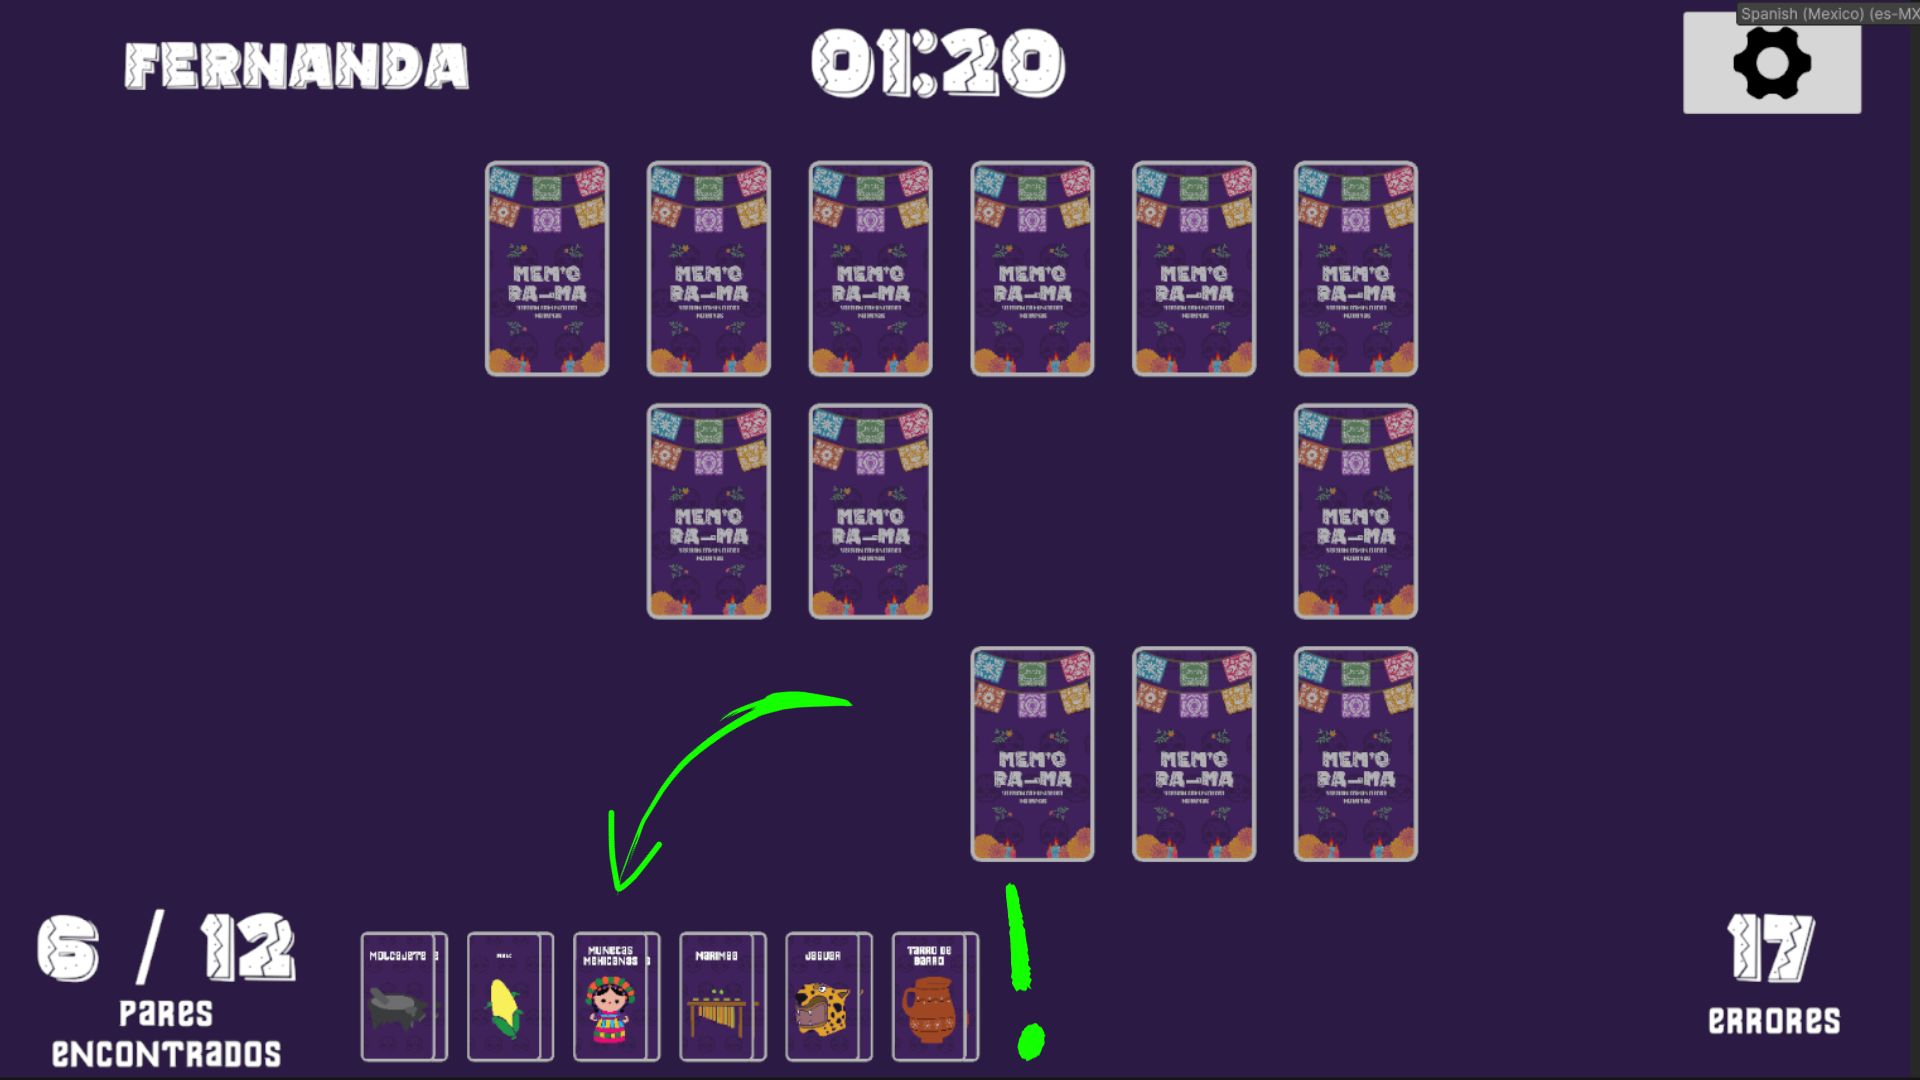 Spanish (Mexico) (es-MX
FERNANDA
01:20
MEM'O
RA-MA
MEM'O
RA-MA
MEM'O
RA-MA
MEM'O
RA-MA
MEM'O
RA-MA
MEM'O
RA-MA
MEM'O
RA-MA
MEM'O
RA-MA
MEM'O
RA-MA
MEM'O
RA-MA
MEM'O
RA-MA
MEM'O
RA-MA
6 / 12
PARES
ENCONTRADOS
MOLCAJETE
MUÑECAS
MEXICANAS
MARIMBA
JAGUAR
TARRO DE
BARRO
!
17
ERRORES